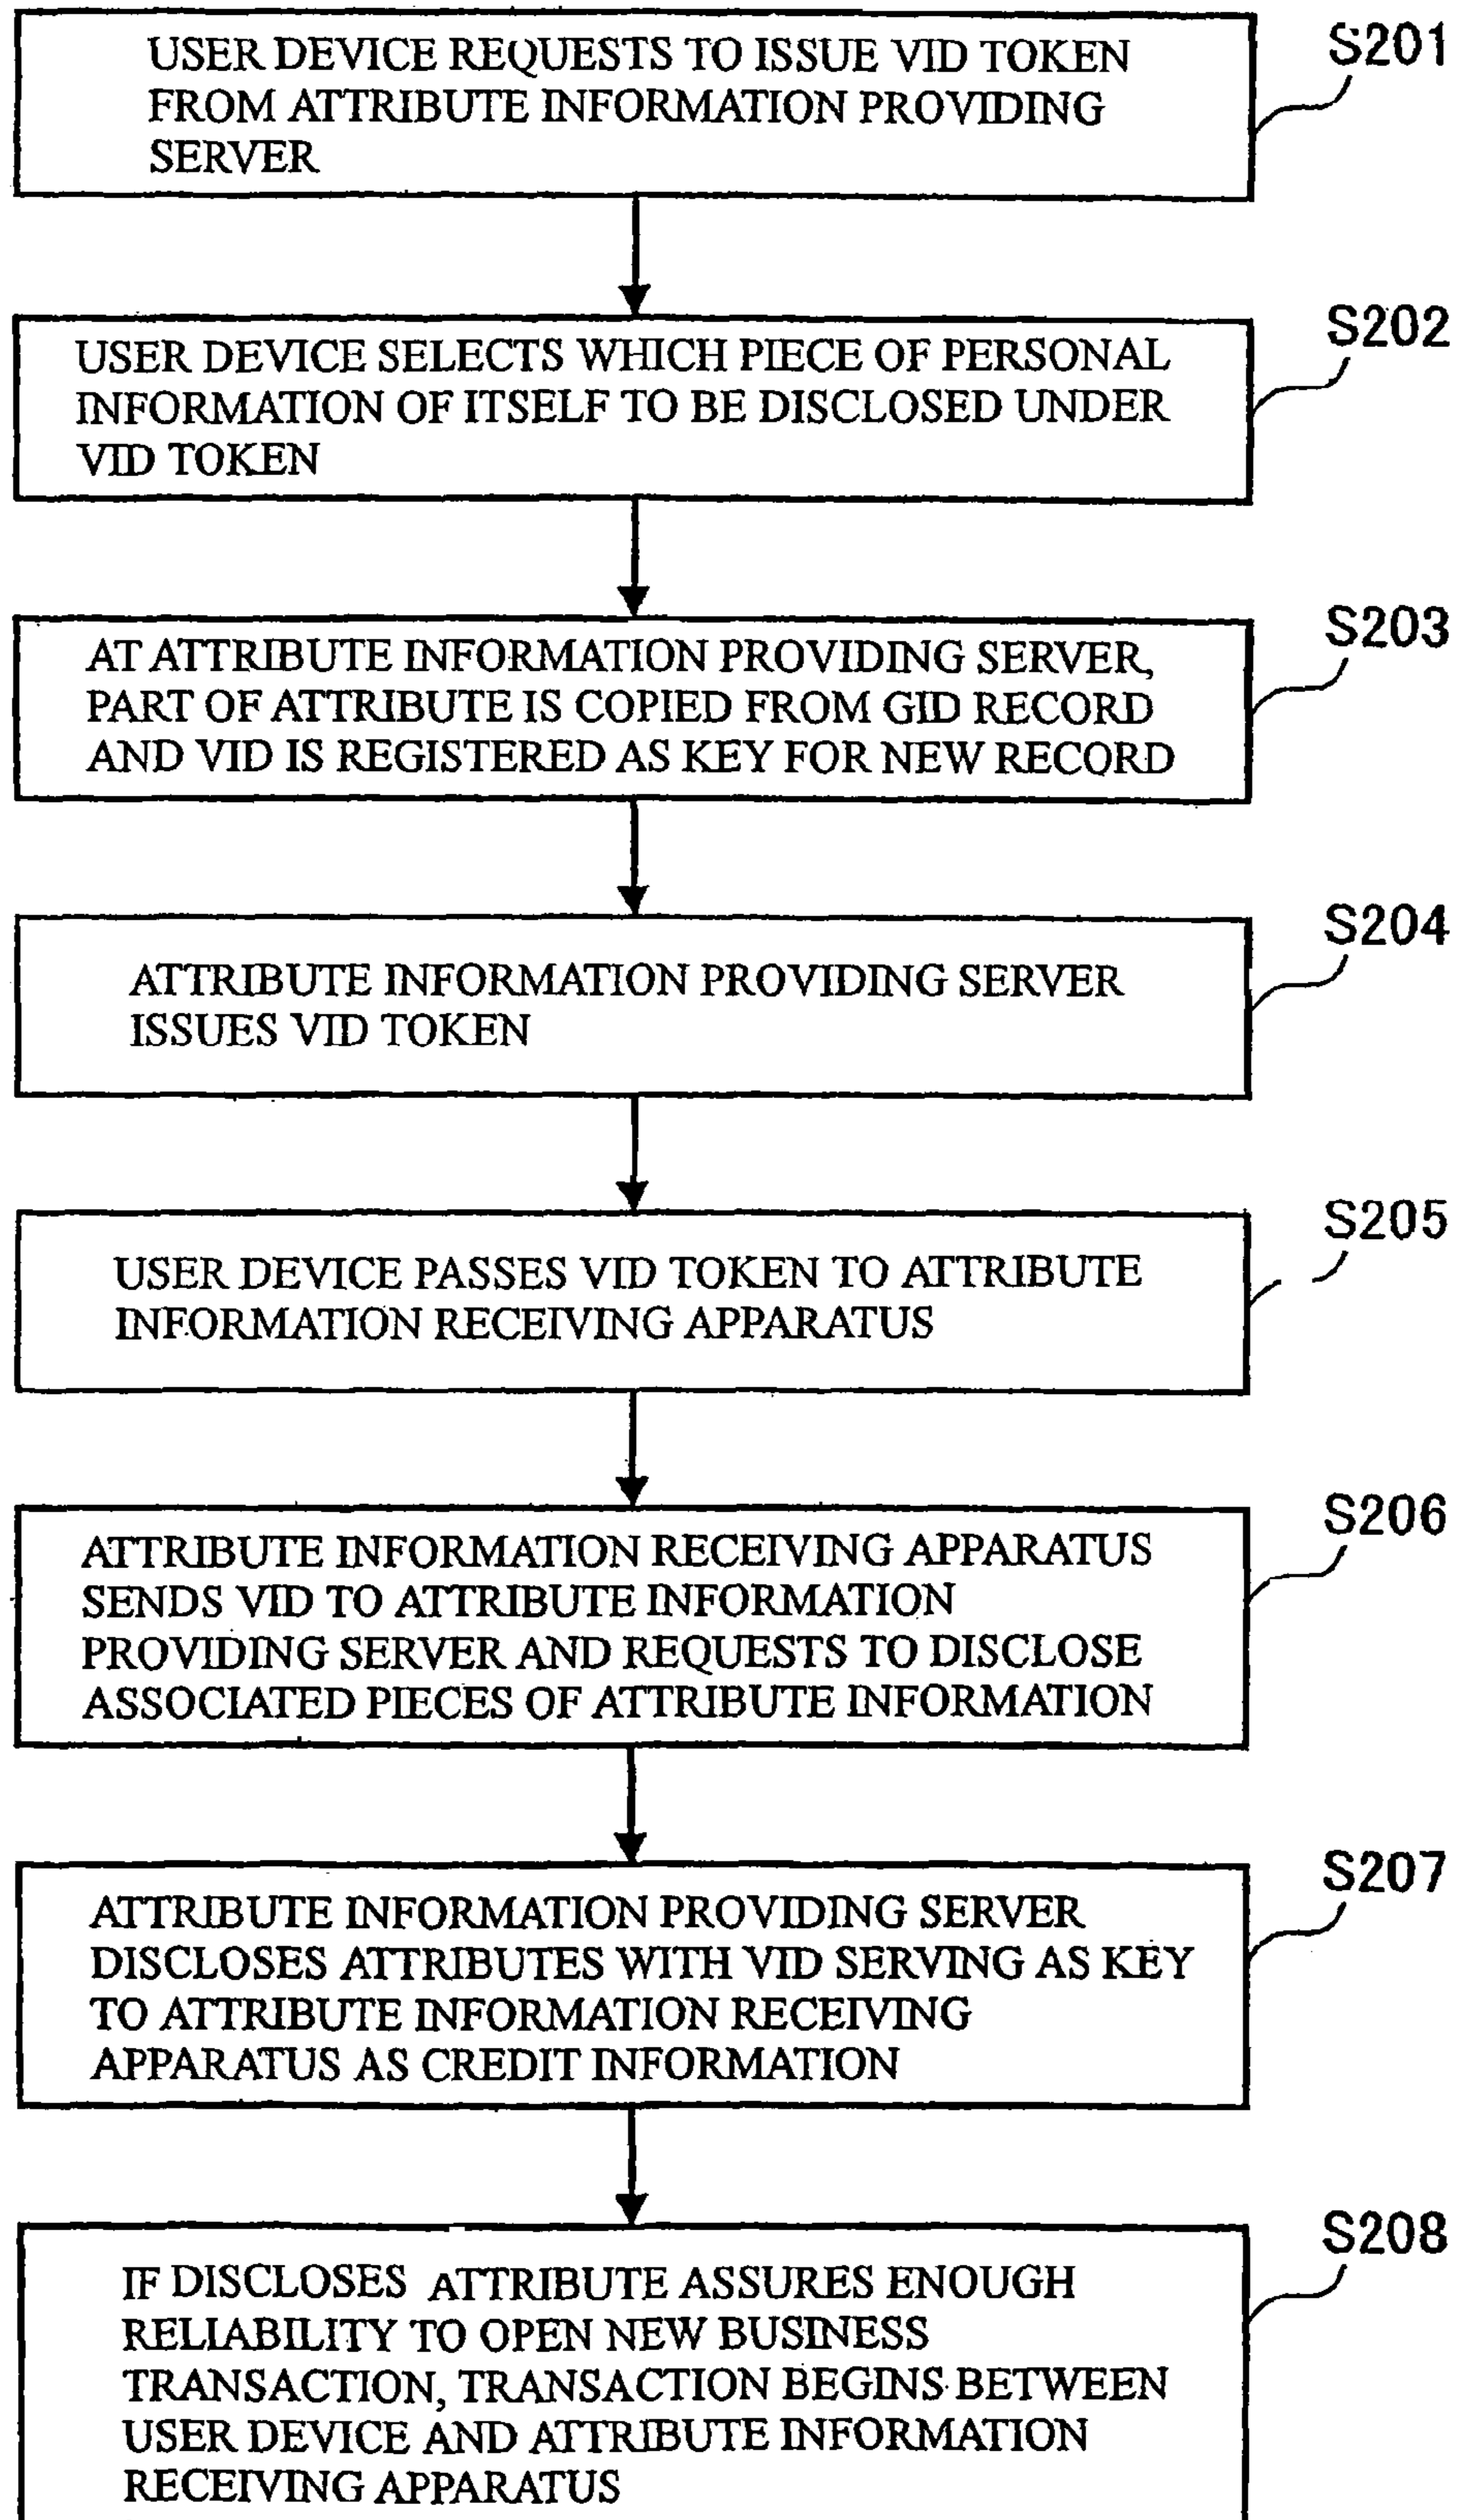 USER DEVICE REQUESTS TO ISSUE VID TOKEN
FROM ATTRIBUTE INFORMATION PROVIDING
SERVER
S201
USER DEVICE SELECTS WHICH PIECE OF PERSONAL
INFORMATION OF ITSELF TO BE DISCLOSED UNDER
VID TOKEN
S202
AT ATTRIBUTE INFORMATION PROVIDING SERVER,
PART OF ATTRIBUTE IS COPIED FROM GID RECORD
AND VID IS REGISTERED AS KEY FOR NEW RECORD
S203
ATTRIBUTE INFORMATION PROVIDING SERVER
ISSUES VID TOKEN
S204
USER DEVICE PASSES VID TOKEN TO ATTRIBUTE
INFORMATION RECEIVING APPARATUS
S205
ATTRIBUTE INFORMATION RECEIVING APPARATUS
SENDS VID TO ATTRIBUTE INFORMATION
PROVIDING SERVER AND REQUESTS TO DISCLOSE
ASSOCIATED PIECES OF ATTRIBUTE INFORMATION
S206
ATTRIBUTE INFORMATION PROVIDING SERVER
DISCLOSES ATTRIBUTES WITH VID SERVING AS KEY
TO ATTRIBUTE INFORMATION RECEIVING
APPARATUS AS CREDIT INFORMATION
S207
IF DISCLOSES ATTRIBUTE ASSURES ENOUGH
RELIABILITY TO OPEN NEW BUSINESS
TRANSACTION, TRANSACTION BEGINS BETWEEN
USER DEVICE AND ATTRIBUTE INFORMATION
RECEIVING APPARATUS
S208